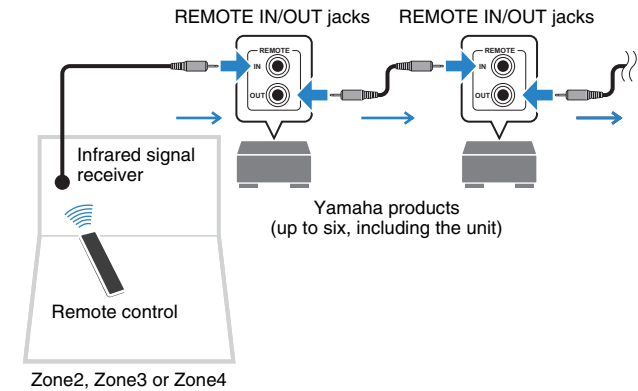 REMOTE IN/OUT jacks
REMOTE IN/OUT jacks
REMOTE
IN
OUT
REMOTE
IN
OUT
Infrared signal
receiver
Remote control
Yamaha products
(up to six, including the unit)
Zone2, Zone3 or Zone4